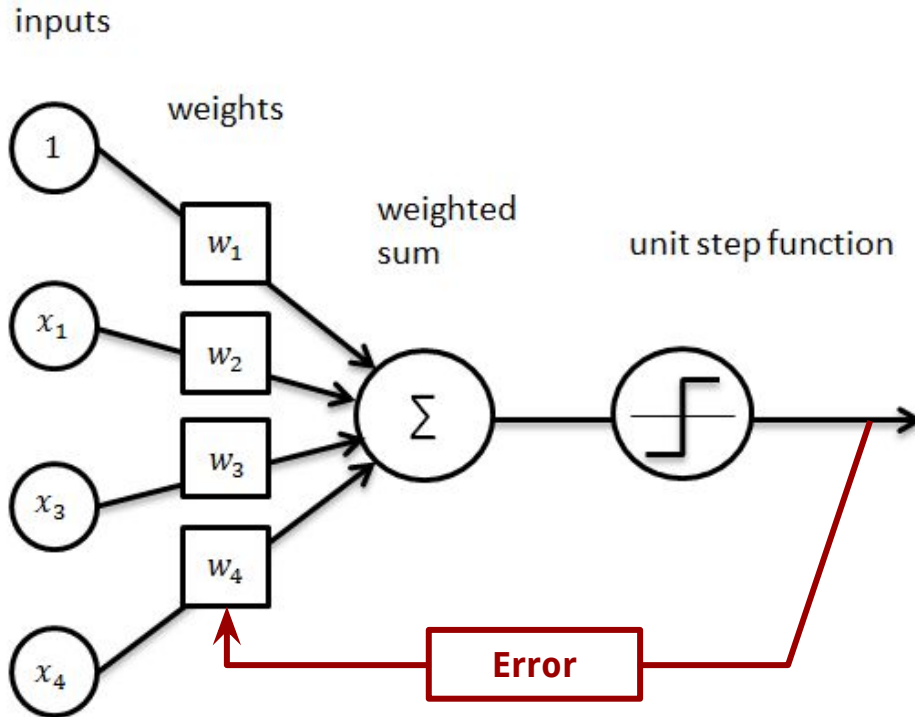 inputs
weights
1
weighted
sum
unit step function
w₁
x₁
w₂
Σ
w₃
x₃
w₄
Error
x₄